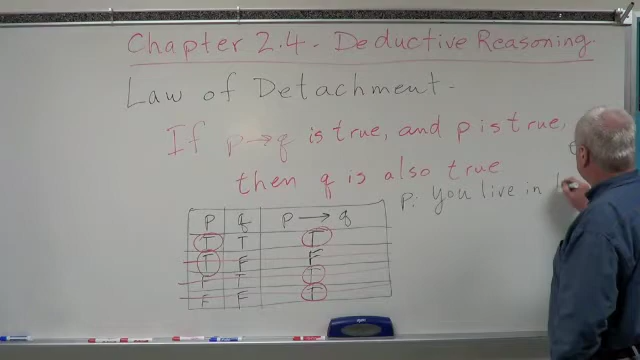 Chapter 2.4. Deductive Reasoning.
Law of Detachment.
If p → q is true, and p is true,
then q is also true
p: you live in
p q p → q
T T T
T F F
F T T
F F T